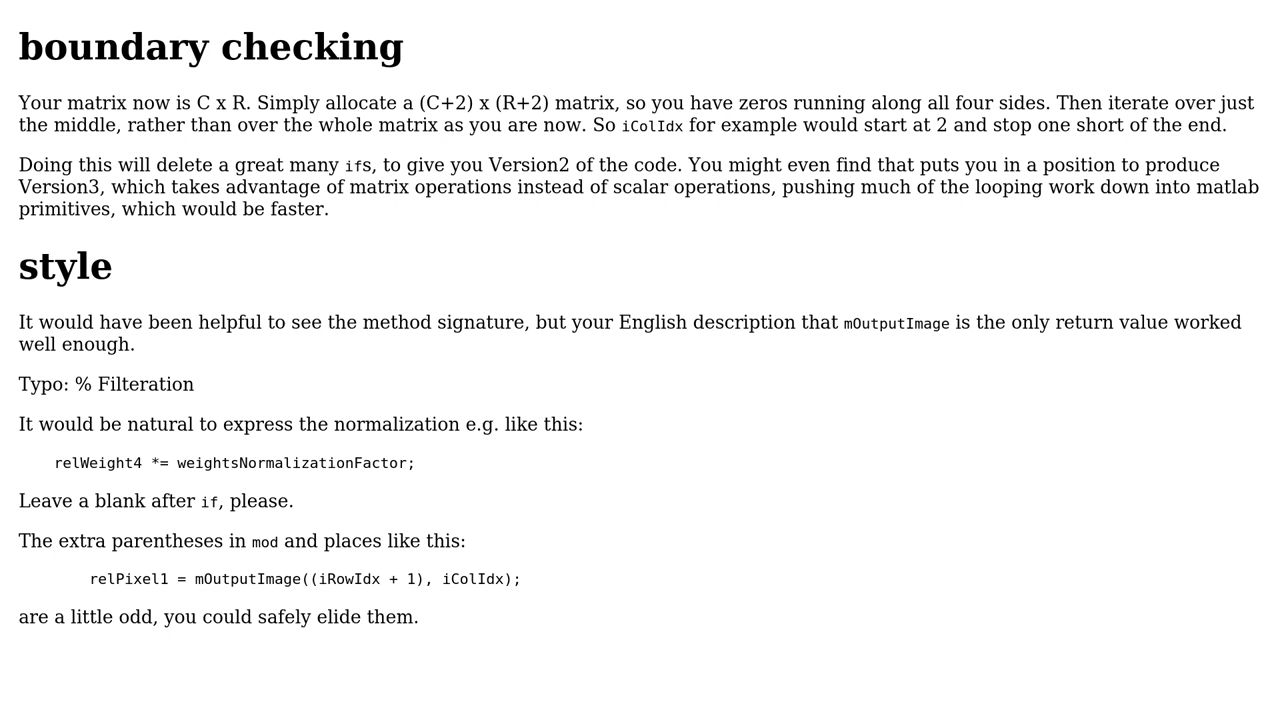 boundary checking
Your matrix now is C x R. Simply allocate a (C+2) x (R+2) matrix, so you have zeros running along all four sides. Then iterate over just
the middle, rather than over the whole matrix as you are now. So iColIdx for example would start at 2 and stop one short of the end.
Doing this will delete a great many ifs, to give you Version2 of the code. You might even find that puts you in a position to produce
Version3, which takes advantage of matrix operations instead of scalar operations, pushing much of the looping work down into matlab
primitives, which would be faster.
style
It would have been helpful to see the method signature, but your English description that mOutputImage is the only return value worked
well enough.
Typo: % Filteration
It would be natural to express the normalization e.g. like this:
relWeight4 *= weightsNormalizationFactor;
Leave a blank after if, please.
The extra parentheses in mod and places like this:
relPixel1 = mOutputImage((iRowIdx + 1), iColIdx);
are a little odd, you could safely elide them.